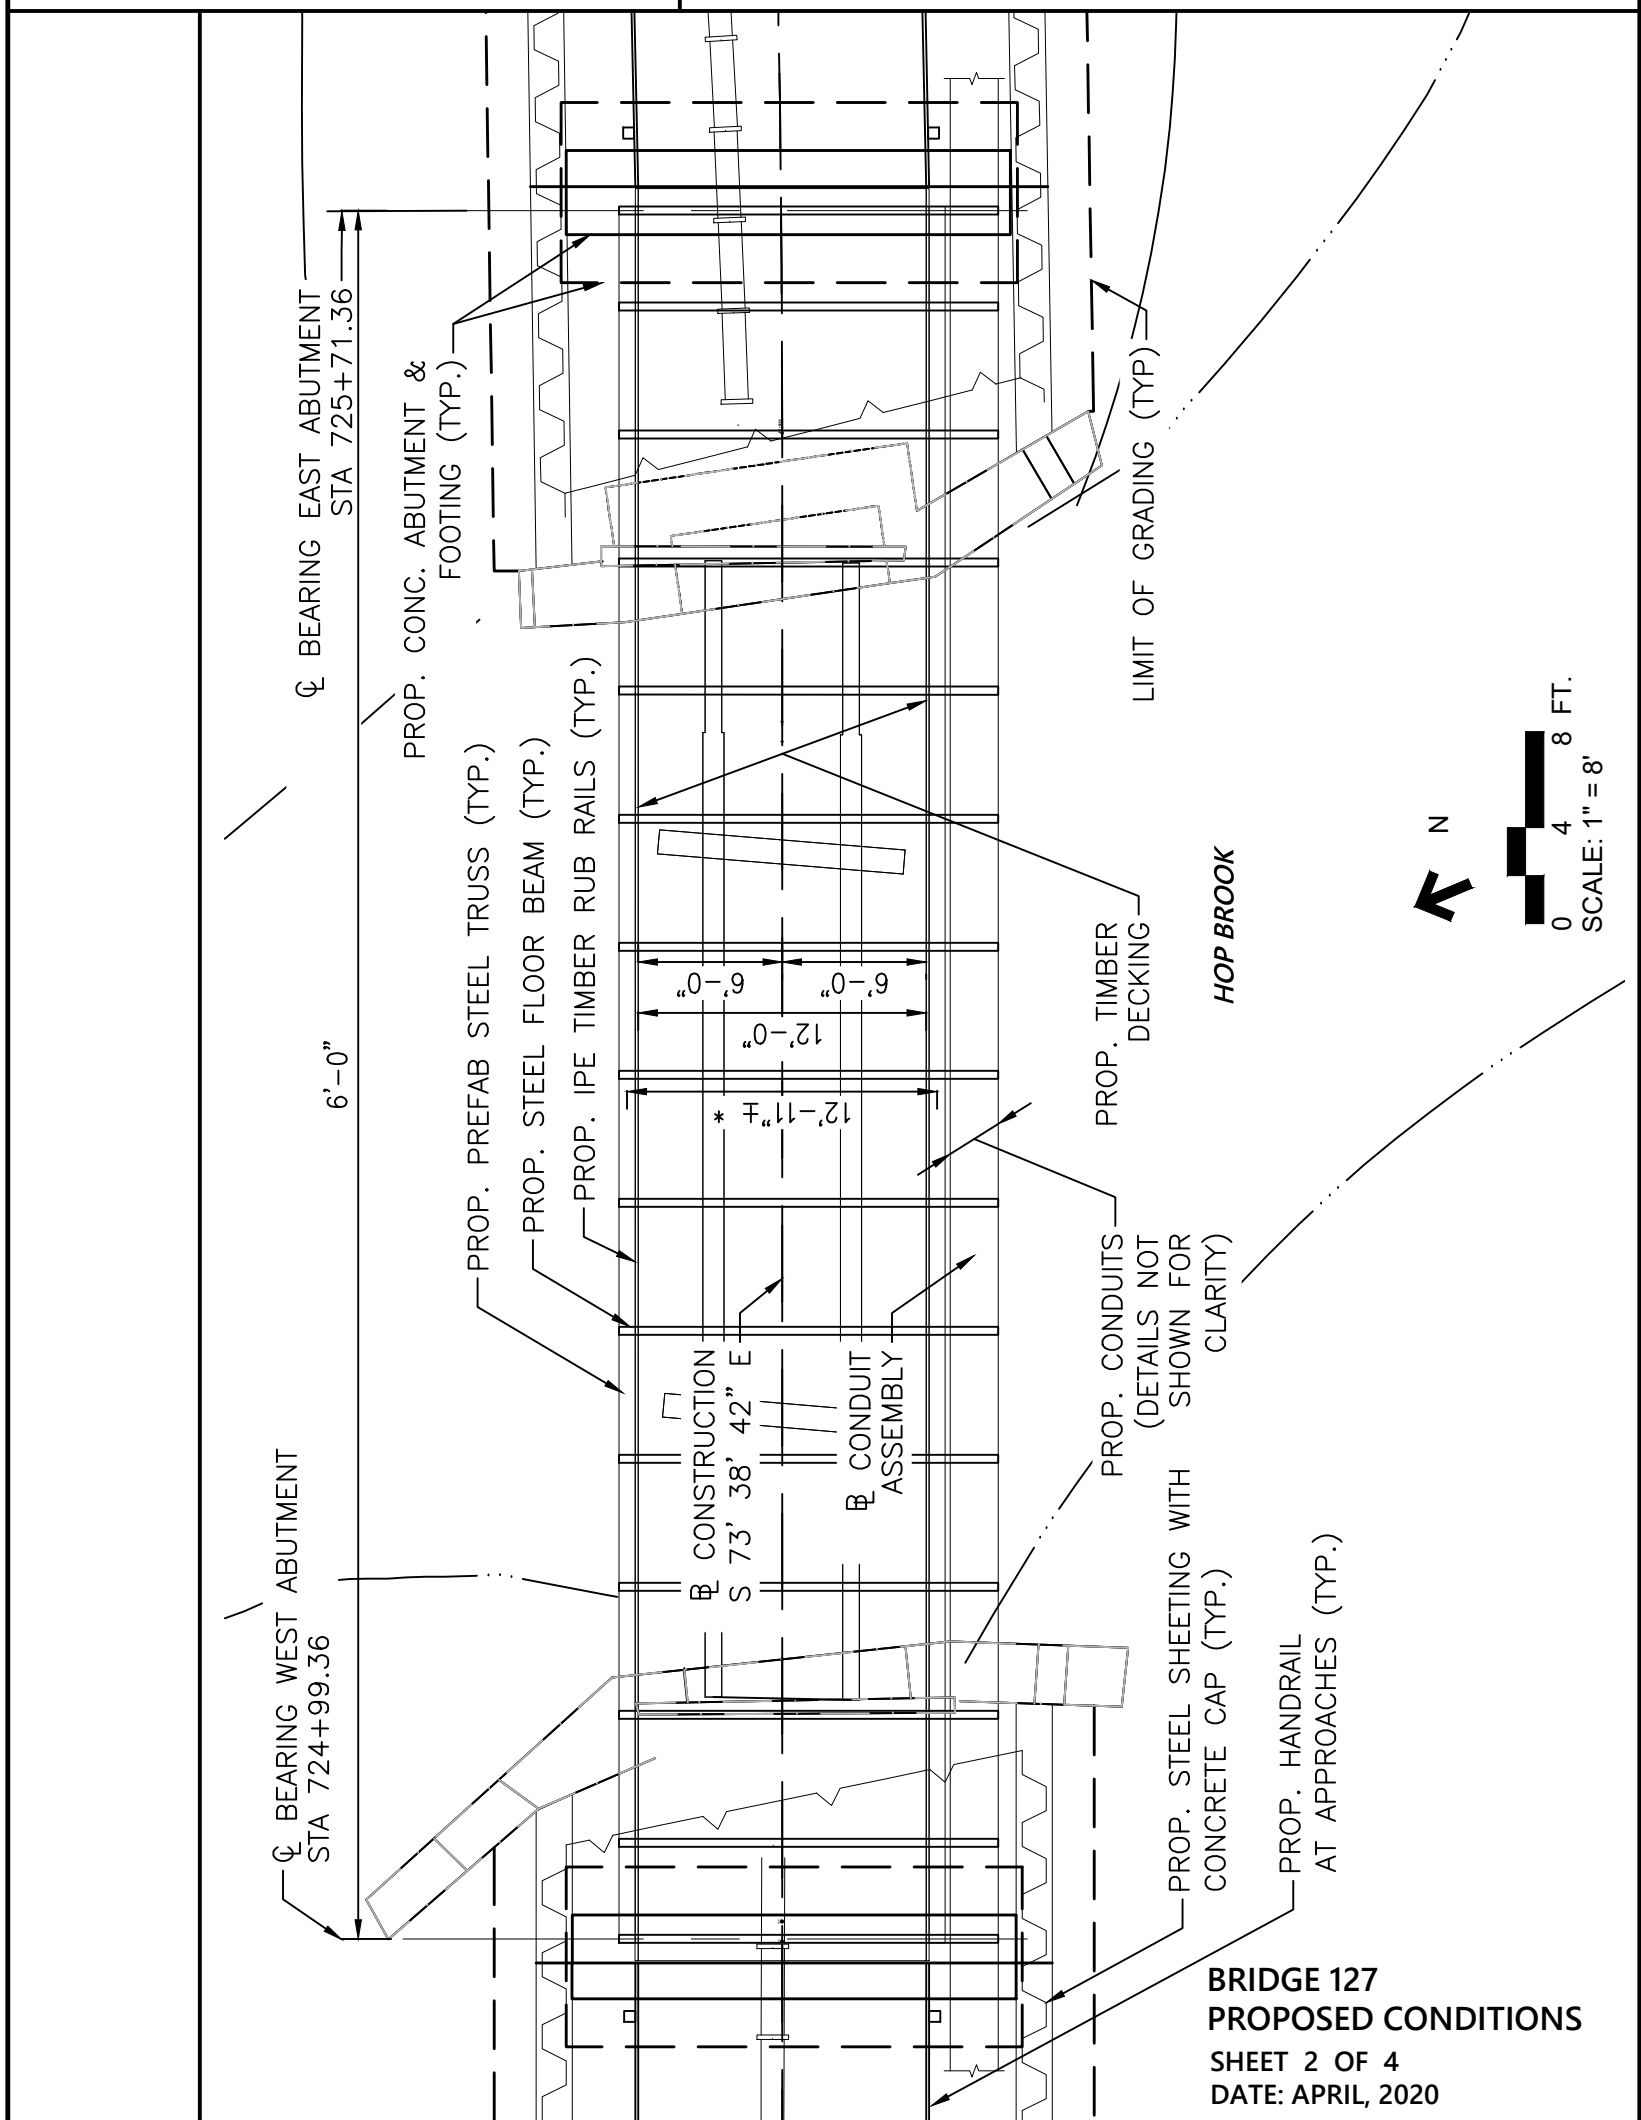 ℄ BEARING EAST ABUTMENT
STA 725+71.36
PROP. CONC. ABUTMENT &
FOOTING (TYP.)
6'-0"
PROP. PREFAB STEEL TRUSS (TYP.)
PROP. STEEL FLOOR BEAM (TYP.)
PROP. IPE TIMBER RUB RAILS (TYP.)
℄ BEARING WEST ABUTMENT
STA 724+99.36
6'-0"
6'-0"
12'-0"
12'-11"± *
BL CONSTRUCTION
S 73' 38' 42" E
BL CONDUIT
ASSEMBLY
LIMIT OF GRADING (TYP)
PROP. TIMBER
DECKING
HOP BROOK
PROP. CONDUITS
(DETAILS NOT
SHOWN FOR
CLARITY)
PROP. STEEL SHEETING WITH
CONCRETE CAP (TYP.)
PROP. HANDRAIL
AT APPROACHES (TYP.)
N
0 4 8 FT.
SCALE: 1" = 8'
BRIDGE 127
PROPOSED CONDITIONS
SHEET 2 OF 4
DATE: APRIL, 2020